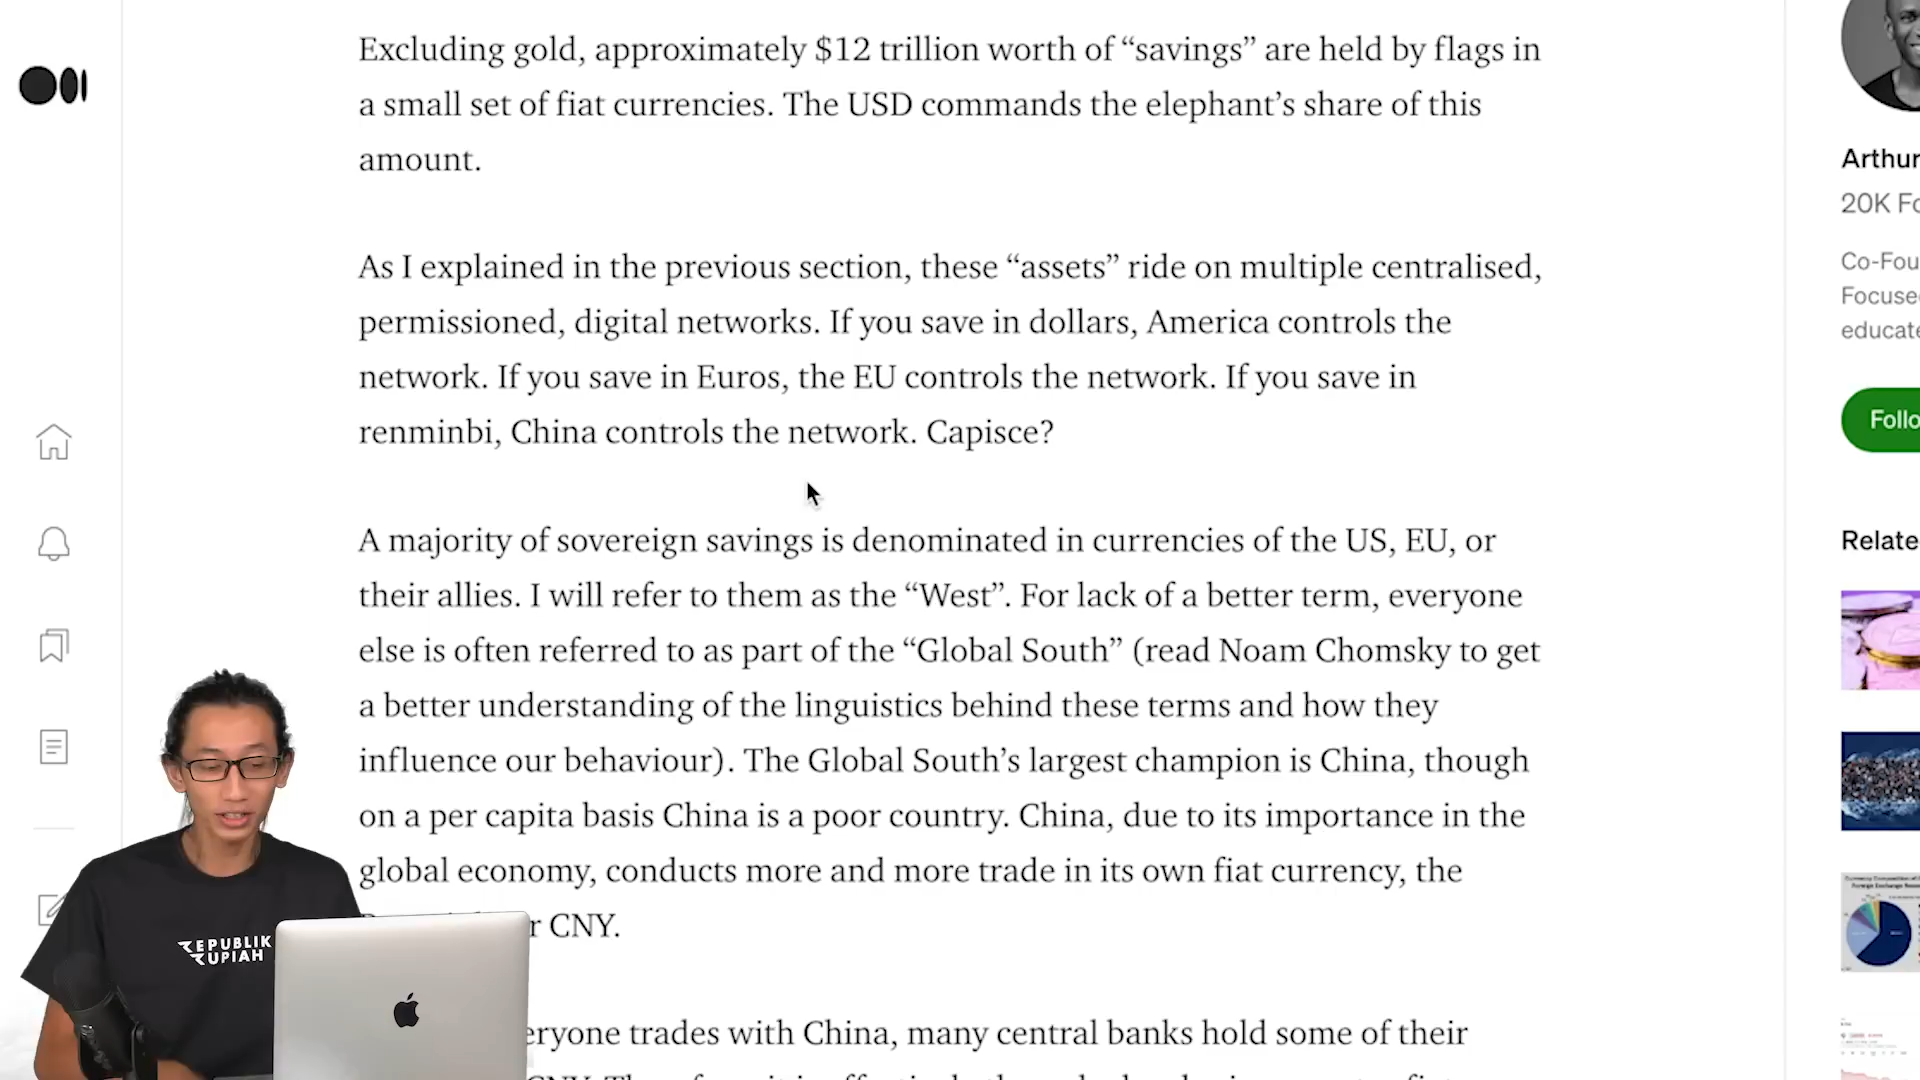 Excluding gold, approximately $12 trillion worth of “savings” are held by flags in
a small set of fiat currencies. The USD commands the elephant’s share of this
amount.
As I explained in the previous section, these “assets” ride on multiple centralised,
permissioned, digital networks. If you save in dollars, America controls the
network. If you save in Euros, the EU controls the network. If you save in
renminbi, China controls the network. Capisce?
A majority of sovereign savings is denominated in currencies of the US, EU, or
their allies. I will refer to them as the “West”. For lack of a better term, everyone
else is often referred to as part of the “Global South” (read Noam Chomsky to get
a better understanding of the linguistics behind these terms and how they
influence our behaviour). The Global South’s largest champion is China, though
on a per capita basis China is a poor country. China, due to its importance in the
global economy, conducts more and more trade in its own fiat currency, the
CNY.
trades with China, many central banks hold some of their
Arthur
20K
Co-Fou
Focuse
educate
Follo
Relate
REPUBLIK
RUPIAH